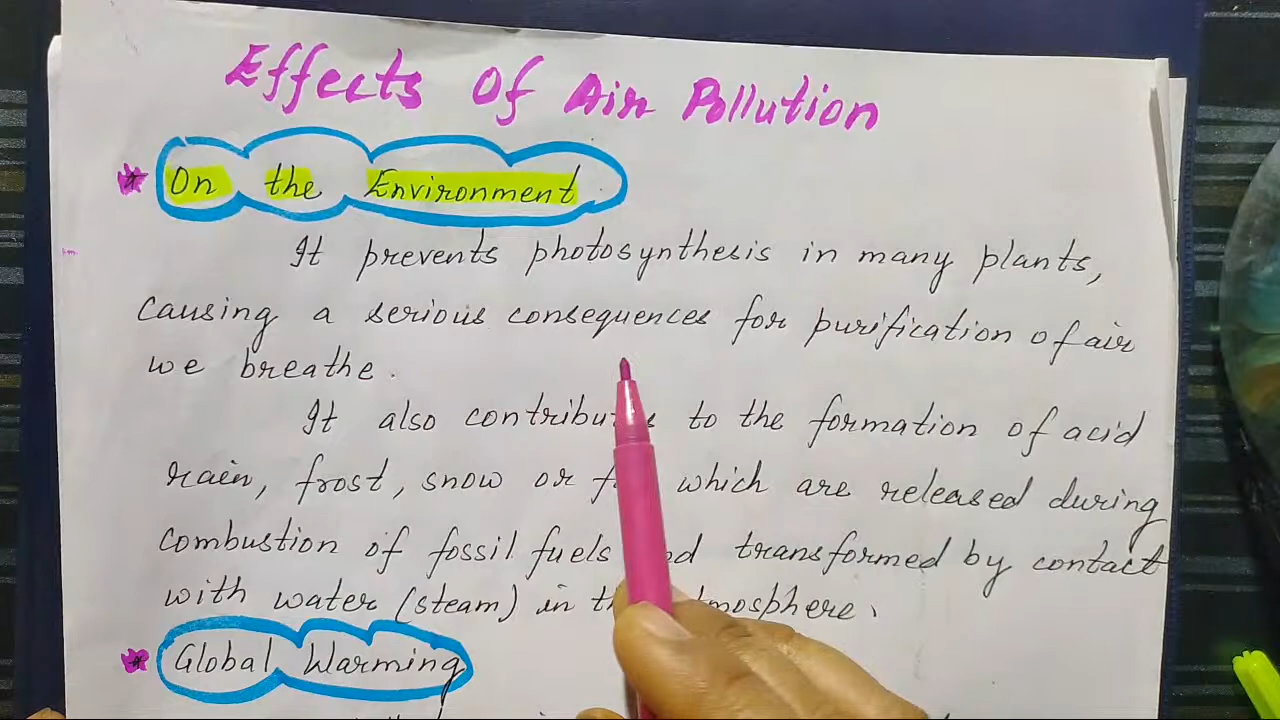 Effects Of Air Pollution
On the Environment
It prevents photosynthesis in many plants,
causing a serious consequences for purification of air
we breathe.
It also to the formation of acid
rain, frost, snow or which are released during
combustion of fossil fuels transformed by contact
with water (steam) in
Global Warming